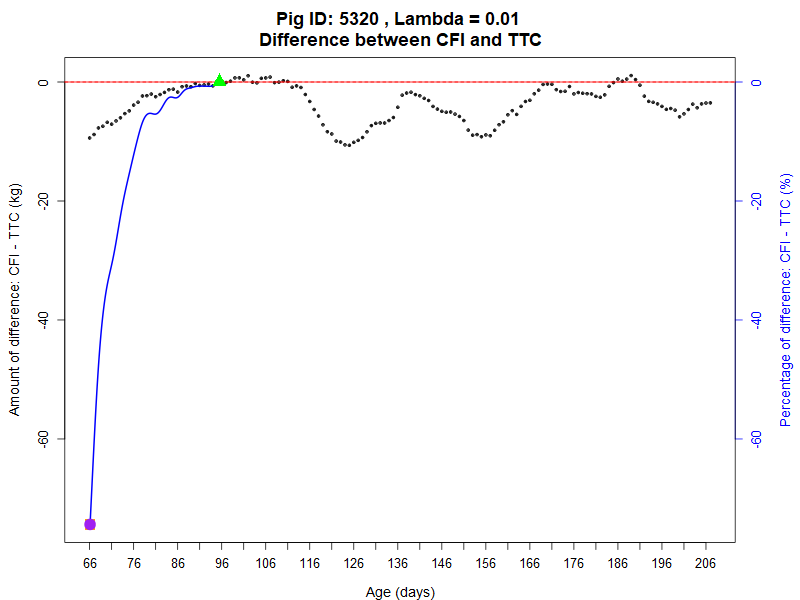 Pig ID: 5320 , Lambda = 0.01
Difference between CFI and TTC
Amount of difference: CFI - TTC (kg)
0
-20
-40
-60
0
-20
-40
-60
Percentage of difference: CFI - TTC (%)
66 76 86 96 106 116 126 136 146 156 166 176 186 196 206
Age (days)